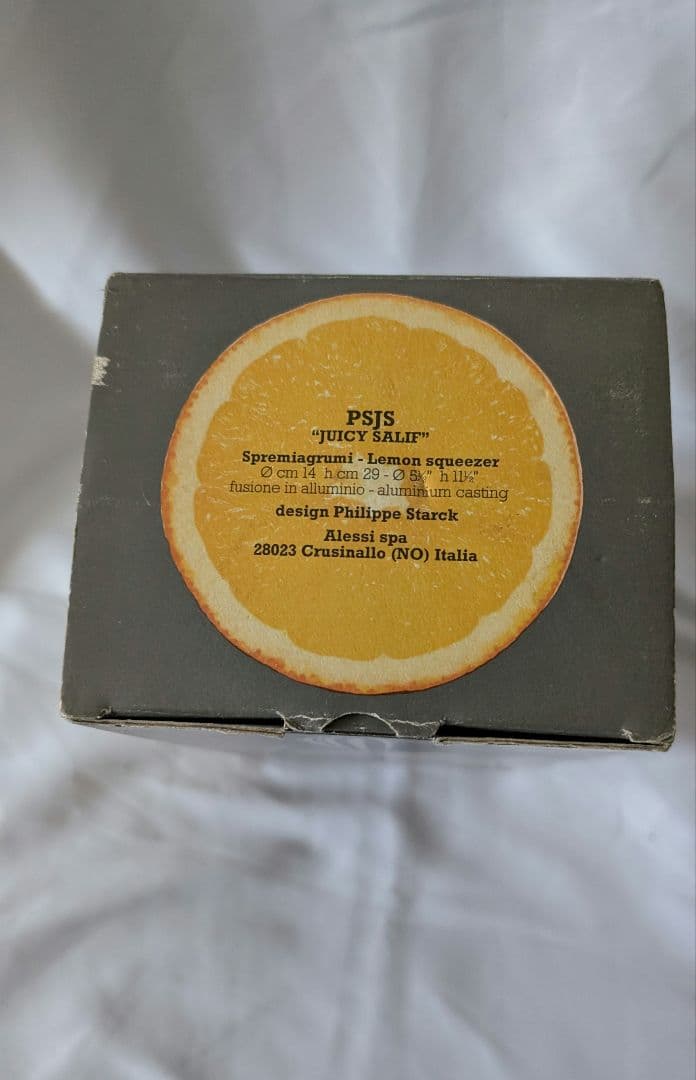 PSJS
"JUICY SALIF"
Spremiagrumi - Lemon squeezer
Ø cm 14 h cm 29 - Ø 5½" h 11½"
fusione in alluminio - aluminium casting
design Philippe Starck
Alessi spa
28023 Crusinallo (NO) Italia